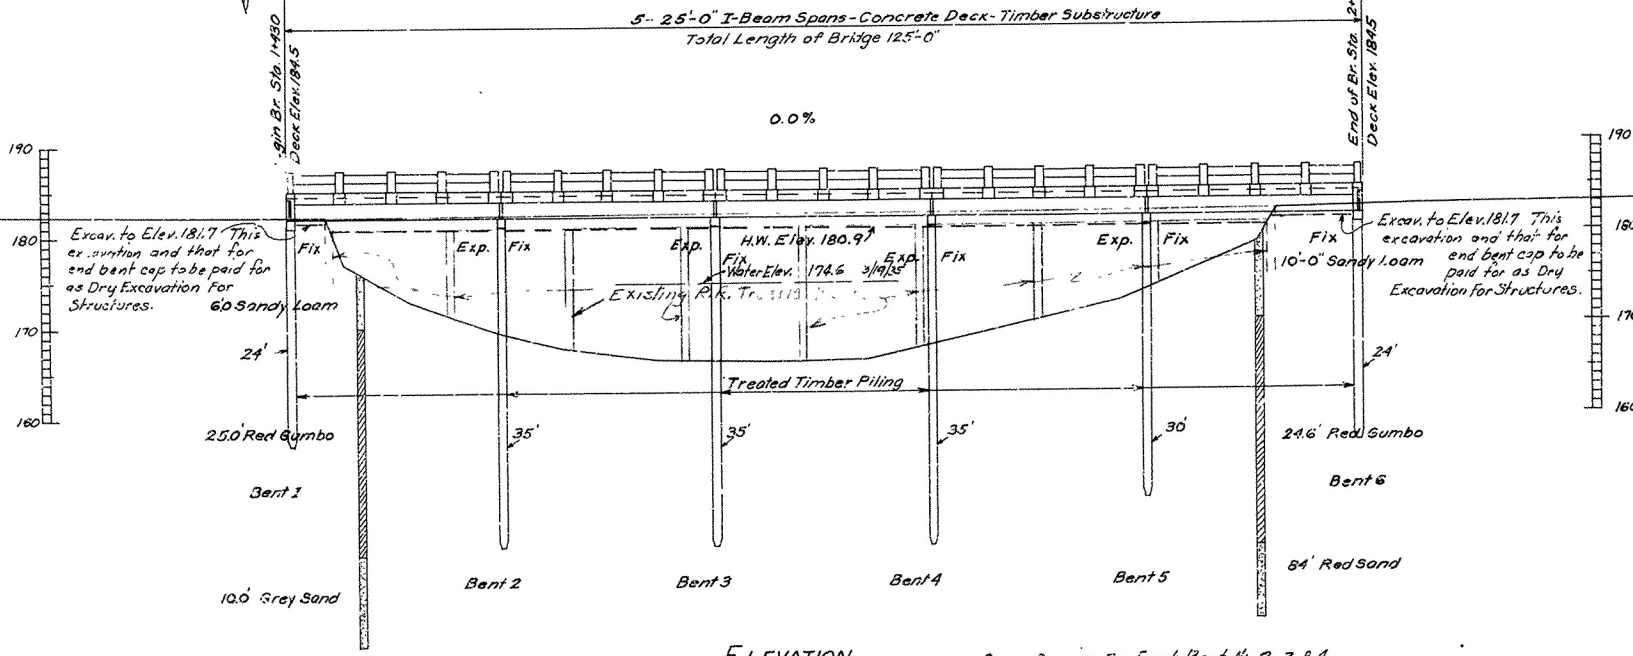 5-25'-0" I-Beam Spans-Concrete Deck-Timber Substructure
Total Length of Bridge 125'-0"
Br. Sta. 1+430
Deck Elev. 184.5
End of Br. Sta.
Deck Elev. 184.5
0.0%
190
180
170
160
190
180
170
160
Excav. to Elev. 181.7 This
excavation and that for
end bent cap to be paid for
as Dry Excavation For
Structures.
Excav. to Elev. 181.7 This
excavation and that for
end bent cap to be
paid for as Dry
Excavation For Structures.
Fix
Exp.
Fix
Exp.
Fix
Exp.
Fix
Exp.
Fix
Fix
H.W. Elev. 180.9
Water Elev. 174.6 3/19/35
Existing R.R.
6.0 Sandy Loam
10'-0" Sandy Loam
24'
24'
Treated Timber Piling
25.0' Red Gumbo
35'
35'
35'
30'
24.6' Red Gumbo
Bent 1
Bent 6
Bent 2
Bent 3
Bent 4
Bent 5
10.0' Grey Sand
84' Red Sand
ELEVATION